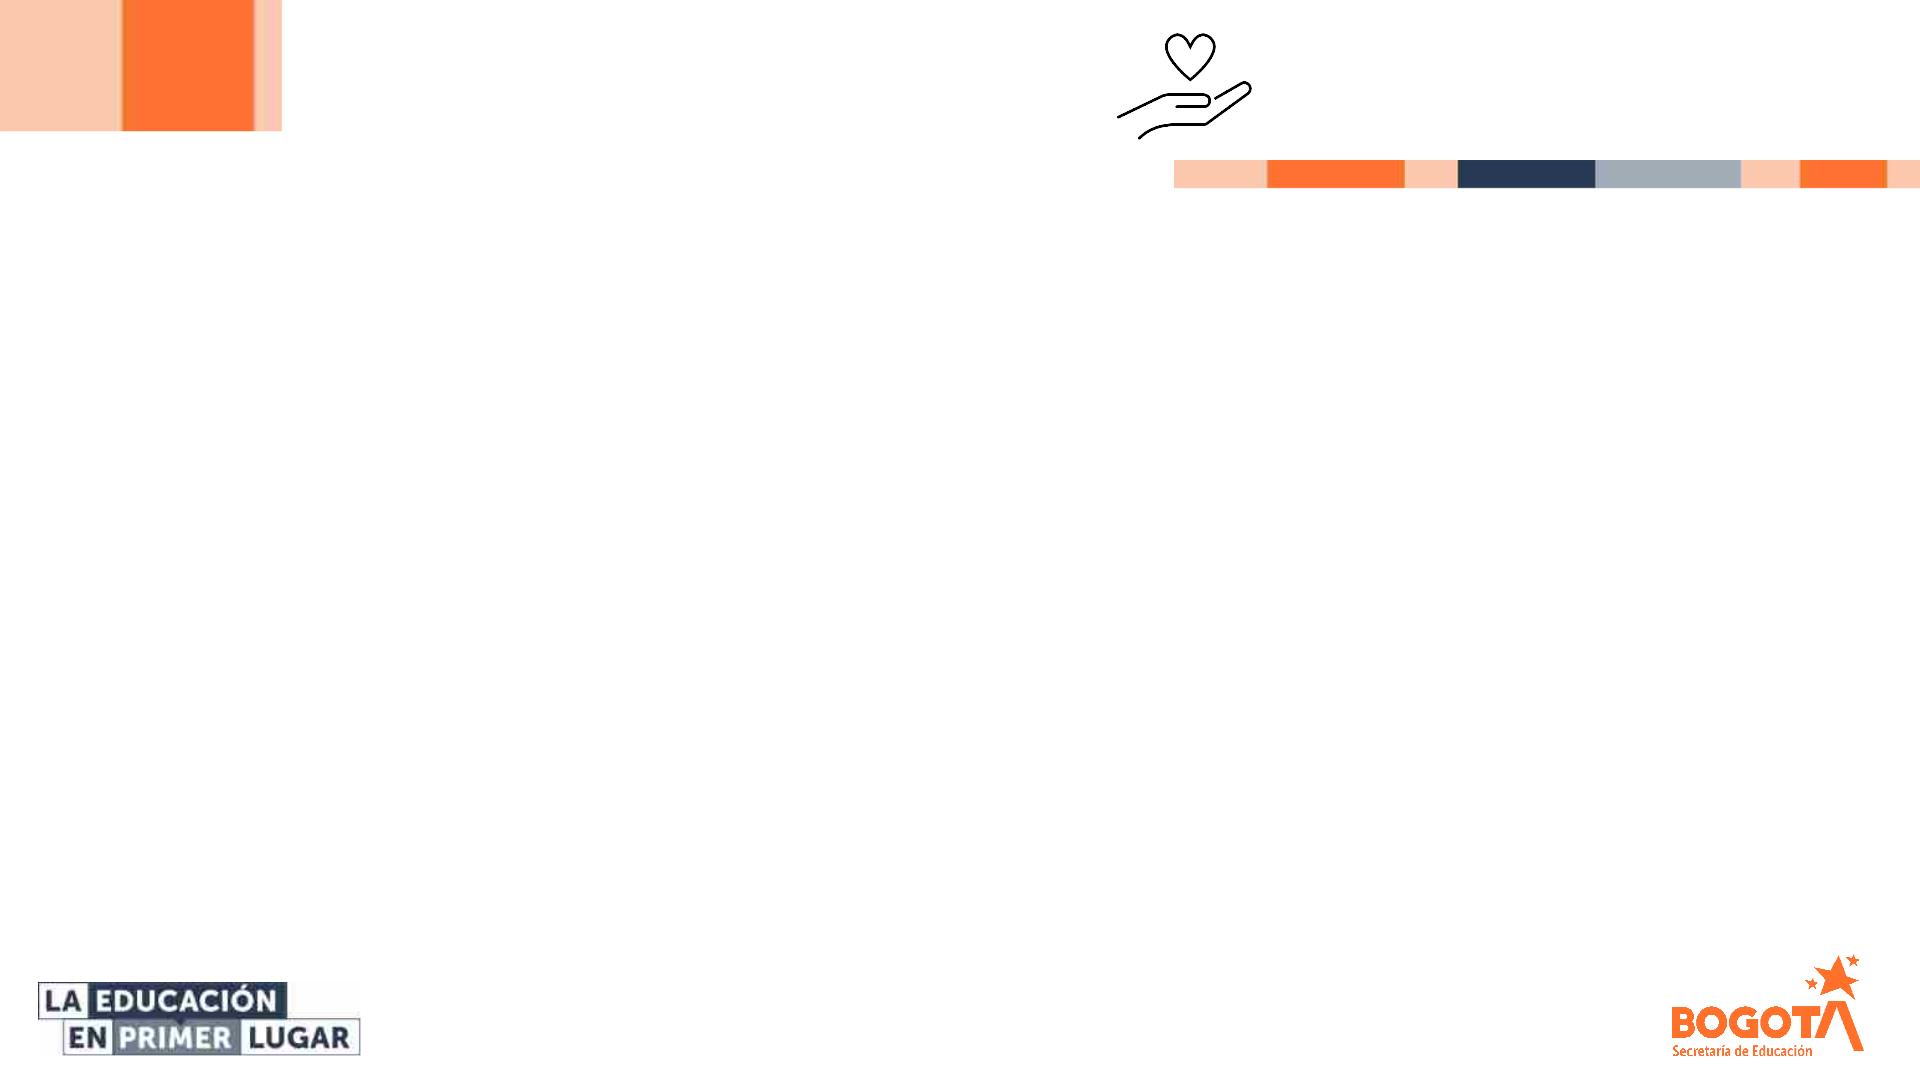 LA EDUCACIÓN
EN PRIMER LUGAR
BOGOTA
Secretaría de Educación